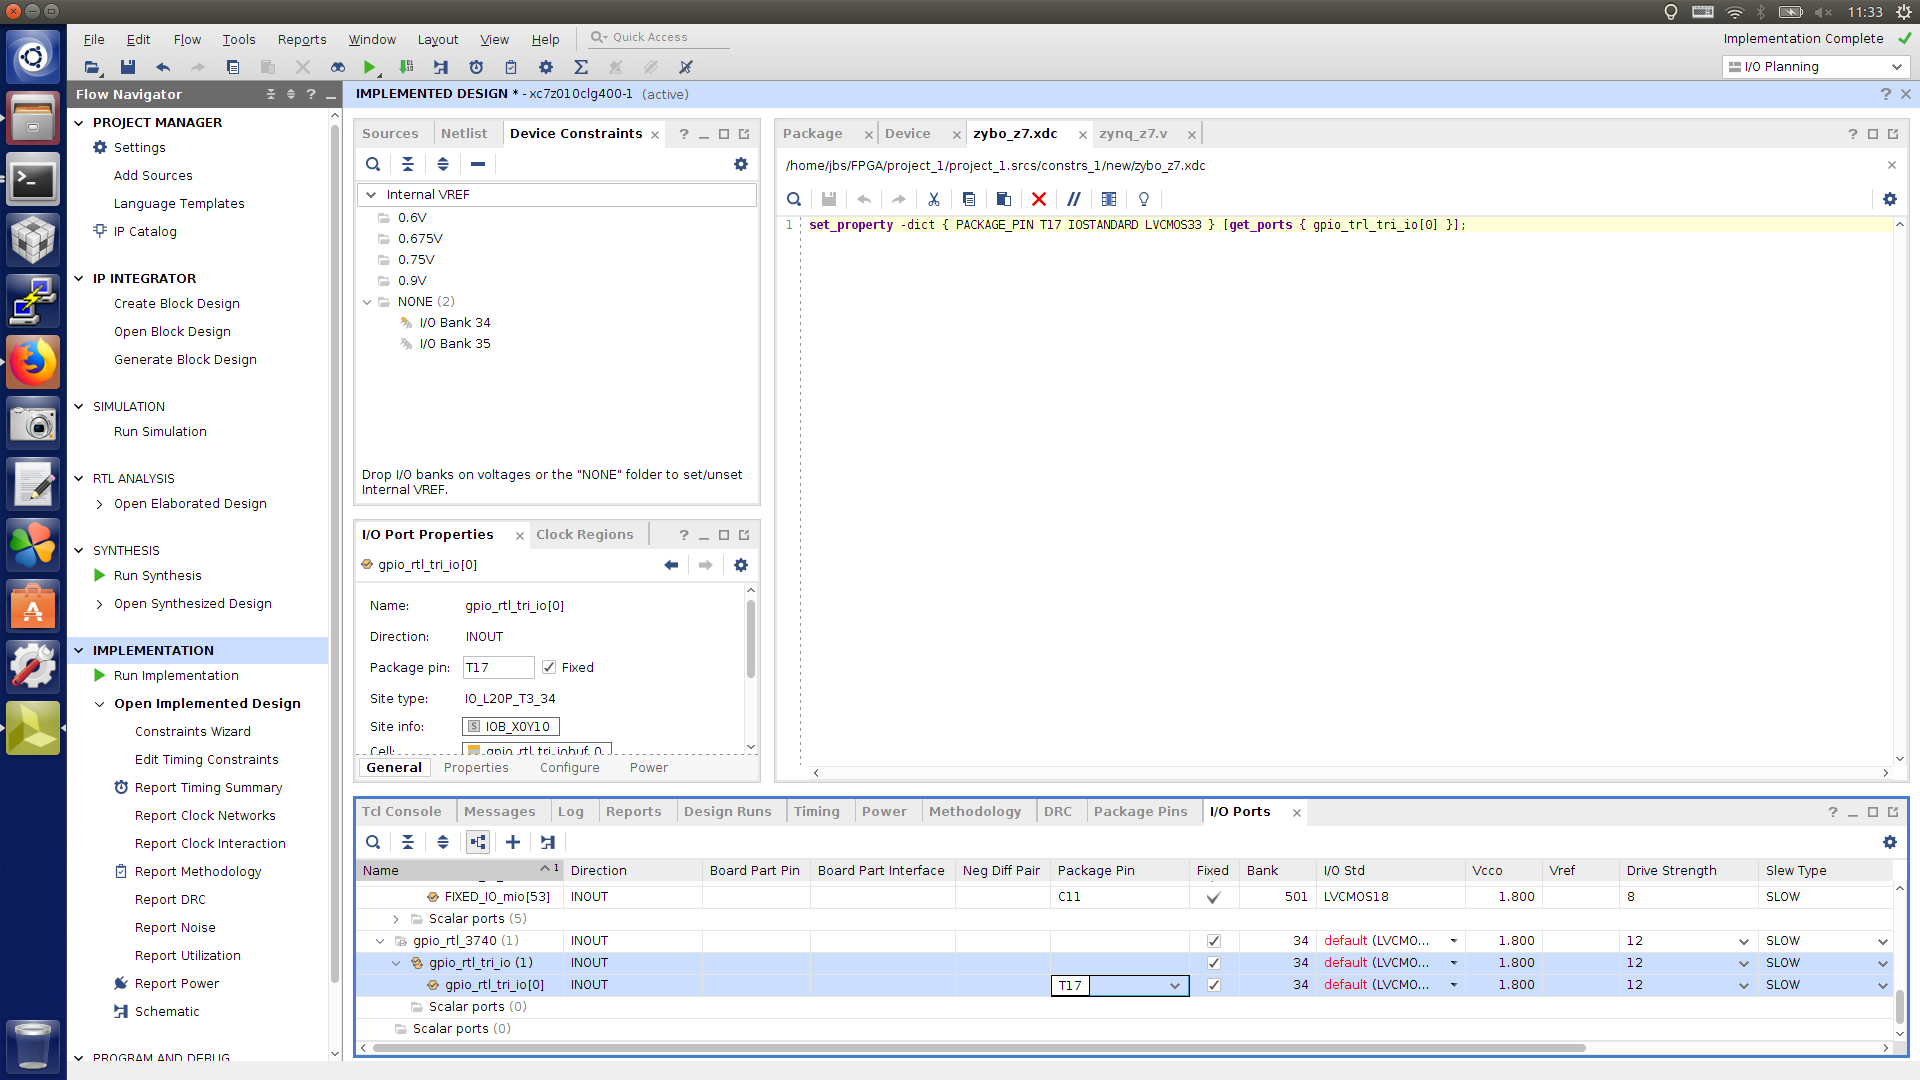 11:33
File Edit Flow Tools Reports Window Layout View Help Quick Access
Implementation Complete
I/O Planning
Flow Navigator
IMPLEMENTED DESIGN * - xc7z010clg400-1 (active)
PROJECT MANAGER
Settings
Add Sources
Language Templates
IP Catalog
IP INTEGRATOR
Create Block Design
Open Block Design
Generate Block Design
SIMULATION
Run Simulation
RTL ANALYSIS
Open Elaborated Design
SYNTHESIS
Run Synthesis
Open Synthesized Design
IMPLEMENTATION
Run Implementation
Open Implemented Design
Constraints Wizard
Edit Timing Constraints
Report Timing Summary
Report Clock Networks
Report Clock Interaction
Report Methodology
Report DRC
Report Noise
Report Utilization
Report Power
Schematic
PROGRAM AND DEBUG
Sources Netlist Device Constraints
Internal VREF
0.6V
0.675V
0.75V
0.9V
NONE (2)
I/O Bank 34
I/O Bank 35
Drop I/O banks on voltages or the "NONE" folder to set/unset
Internal VREF.
I/O Port Properties Clock Regions
gpio_rtl_tri_io[0]
Name: gpio_rtl_tri_io[0]
Direction: INOUT
Package pin: T17 Fixed
Site type: IO_L20P_T3_34
Site info: IOB_X0Y10
Cell: gpio_rtl_tri_iobuf_0
General Properties Configure Power
Package Device zybo_z7.xdc zynq_z7.v
/home/jbs/FPGA/project_1/project_1.srcs/constrs_1/new/zybo_z7.xdc
1 set_property -dict { PACKAGE_PIN T17 IOSTANDARD LVCMOS33 } [get_ports { gpio_trl_tri_io[0] }];
Tcl Console Messages Log Reports Design Runs Timing Power Methodology DRC Package Pins I/O Ports
Name 1 Direction Board Part Pin Board Part Interface Neg Diff Pair Package Pin Fixed Bank I/O Std Vcco Vref Drive Strength Slew Type
FIXED_IO_mio[53] INOUT C11 501 LVCMOS18 1.800 8 SLOW
Scalar ports (5)
gpio_rtl_3740 (1) INOUT 34 default (LVCMO... 1.800 12 SLOW
gpio_rtl_tri_io (1) INOUT 34 default (LVCMO... 1.800 12 SLOW
gpio_rtl_tri_io[0] INOUT T17 34 default (LVCMO... 1.800 12 SLOW
Scalar ports (0)
Scalar ports (0)